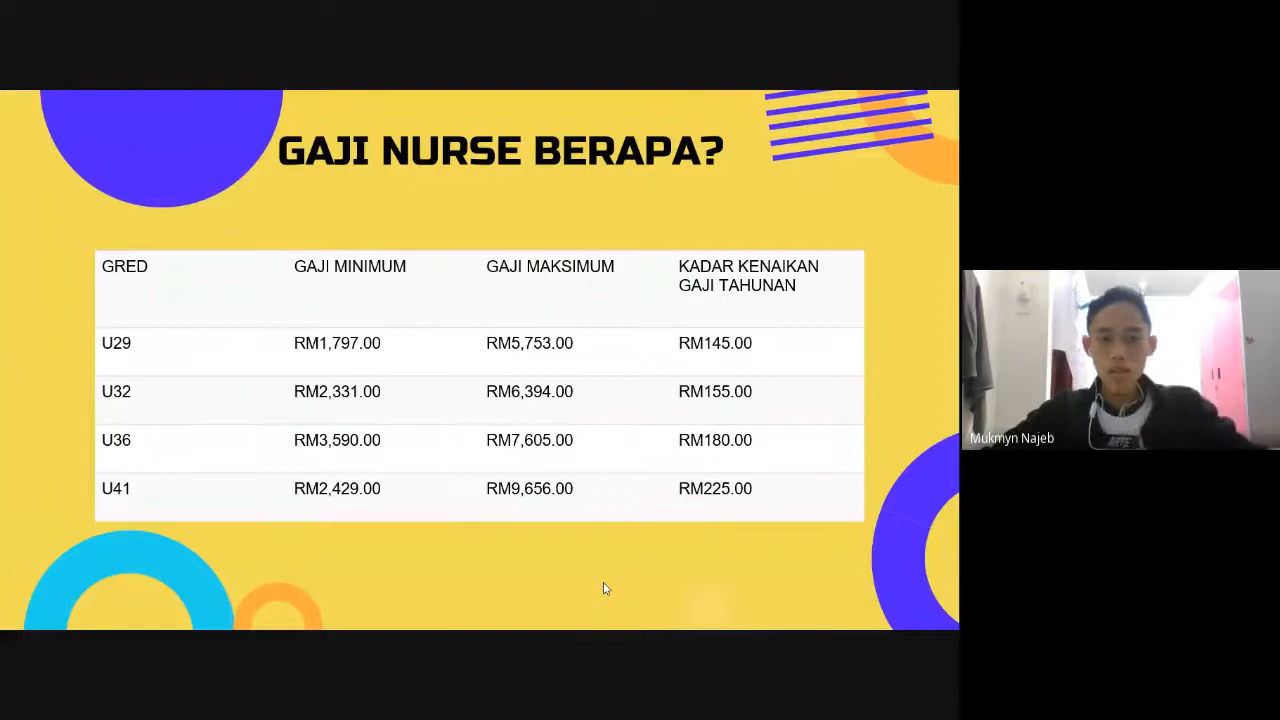 GAJI NURSE BERAPA?
GRED GAJI MINIMUM GAJI MAKSIMUM KADAR KENAIKAN
GAJI TAHUNAN
U29 RM1,797.00 RM5,753.00 RM145.00
U32 RM2,331.00 RM6,394.00 RM155.00
U36 RM3,590.00 RM7,605.00 RM180.00
U41 RM2,429.00 RM9,656.00 RM225.00
Mukmyn Najeb